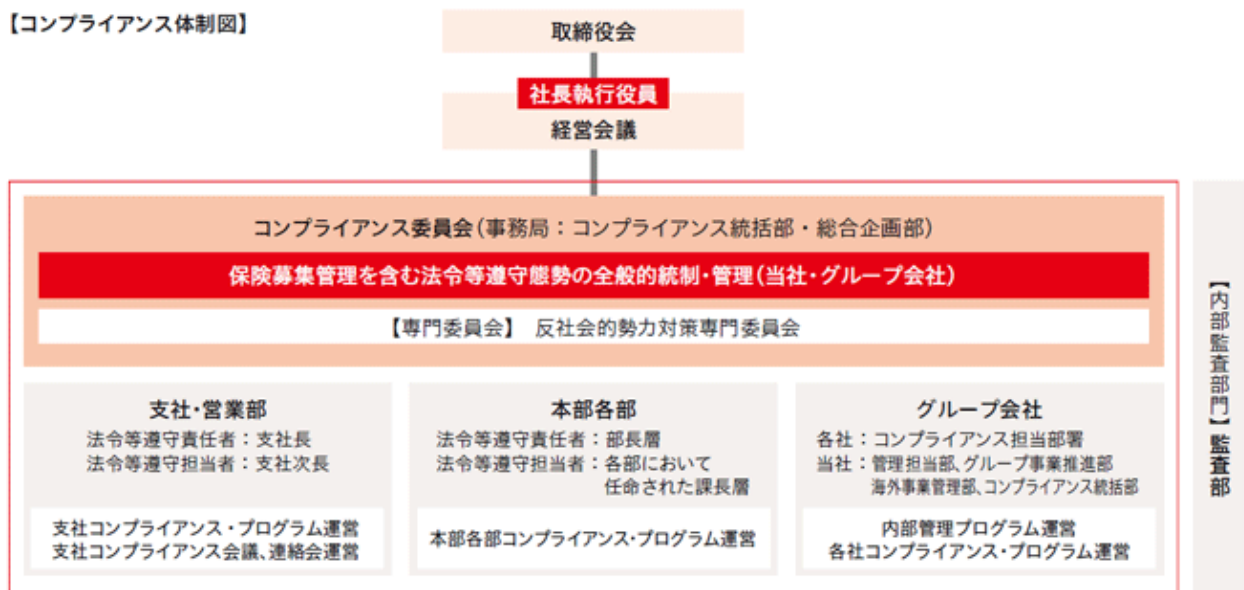 【コンプライアンス体制図】
取締役会
社長執行役員
経営会議
コンプライアンス委員会(事務局:コンプライアンス統括部・総合企画部)
保険募集管理を含む法令等遵守態勢の全般的統制・管理(当社・グループ会社)
【専門委員会】 反社会的勢力対策専門委員会
支社・営業部
法令等遵守責任者:支社長
法令等遵守担当者:支社次長
支社コンプライアンス・プログラム運営
支社コンプライアンス会議、連絡会運営
本部各部
法令等遵守責任者:部長層
法令等遵守担当者:各部において
任命された課長層
本部各部コンプライアンス・プログラム運営
グループ会社
各社:コンプライアンス担当部署
当社:管理担当部、グループ事業推進部
海外事業管理部、コンプライアンス統括部
内部管理プログラム運営
各社コンプライアンス・プログラム運営
【内部監査部門】監査部